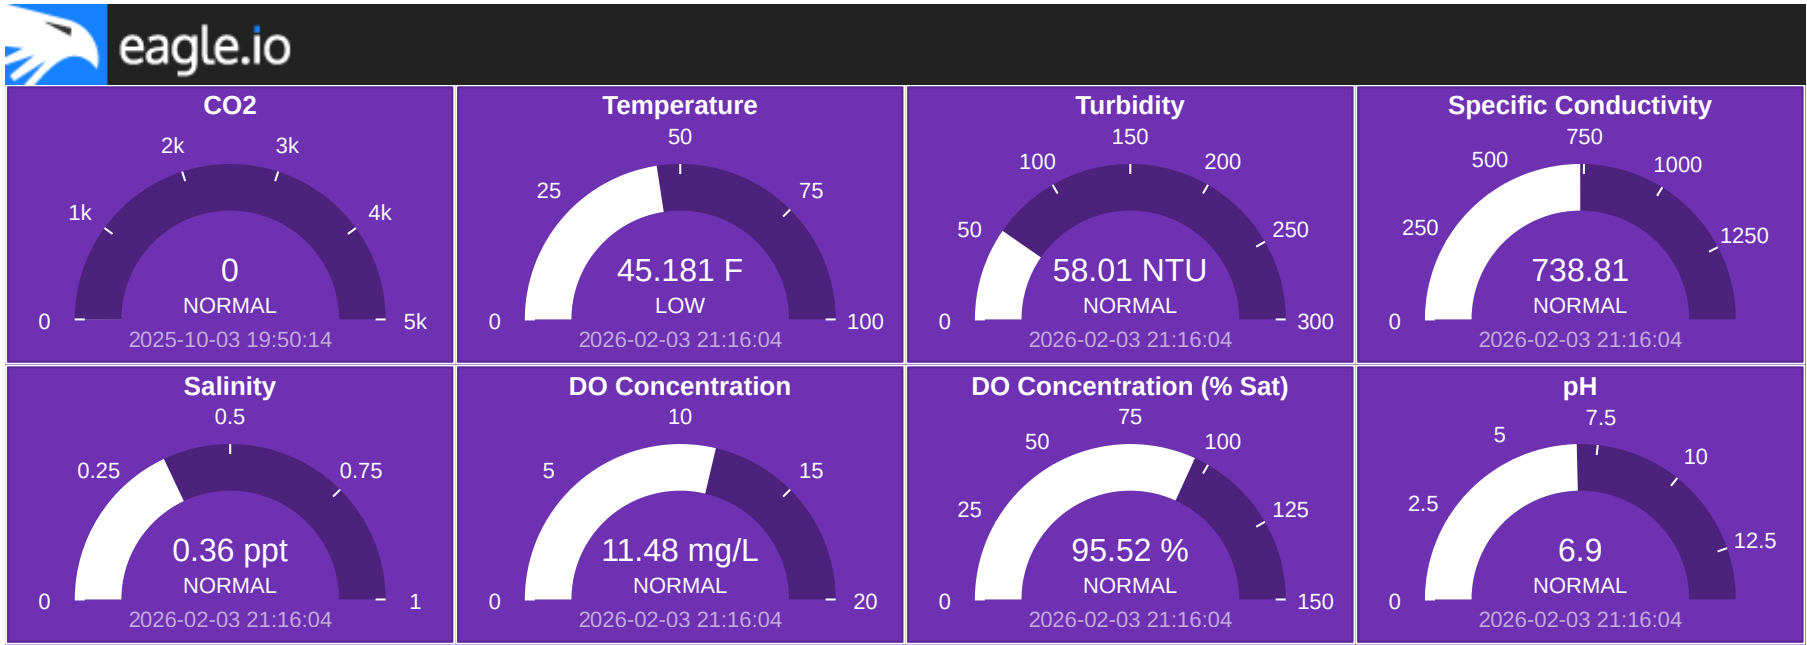 eagle.io
CO2
2k
3k
1k
4k
0
NORMAL
0
5k
2025-10-03 19:50:14
Temperature
50
25
75
45.181 F
LOW
0
100
2026-02-03 21:16:04
Turbidity
150
100
200
50
250
58.01 NTU
NORMAL
0
300
2026-02-03 21:16:04
Specific Conductivity
750
500
1000
250
1250
738.81
NORMAL
0
2026-02-03 21:16:04
Salinity
0.5
0.25
0.75
0.36 ppt
NORMAL
0
1
2026-02-03 21:16:04
DO Concentration
10
5
15
11.48 mg/L
NORMAL
0
20
2026-02-03 21:16:04
DO Concentration (% Sat)
75
50
100
25
125
95.52 %
NORMAL
0
150
2026-02-03 21:16:04
pH
7.5
5
10
2.5
12.5
6.9
NORMAL
0
2026-02-03 21:16:04